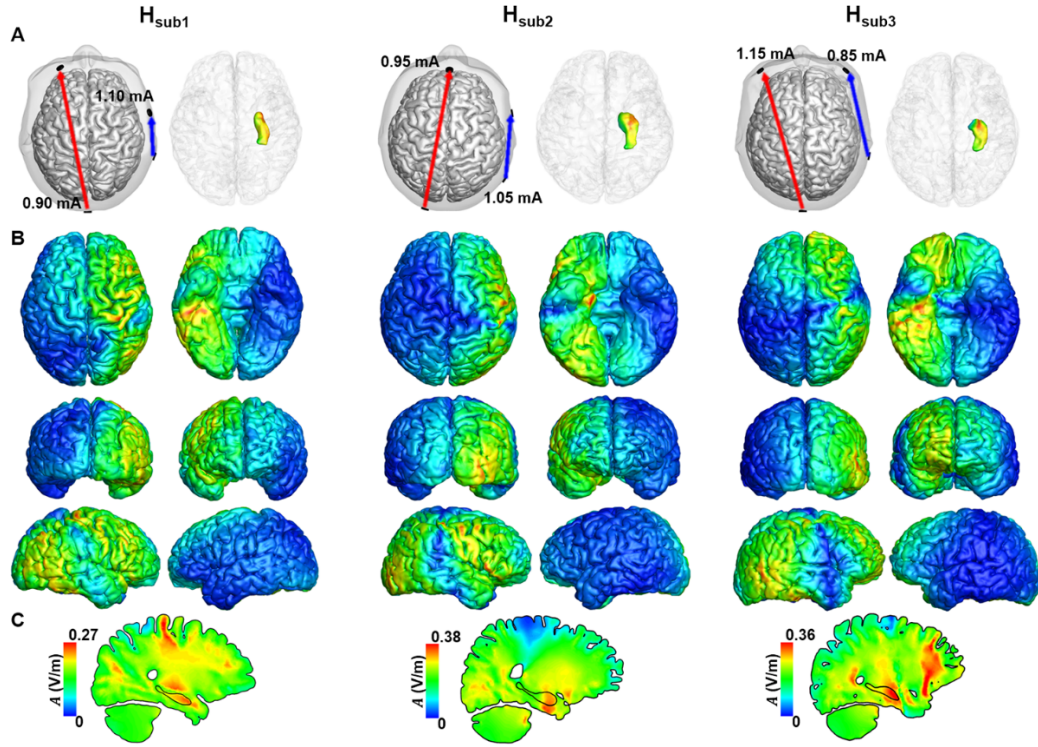 H_sub1
H_sub2
H_sub3
A
1.10 mA
0.90 mA
0.95 mA
1.05 mA
1.15 mA
0.85 mA
B
C
0.27
A (V/m)
0
0.38
A (V/m)
0
0.36
A (V/m)
0